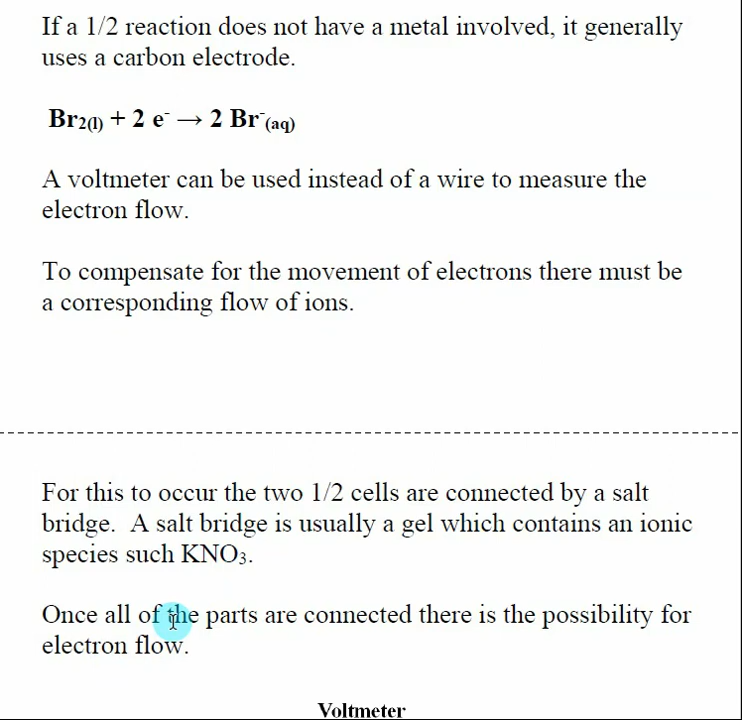 If a 1/2 reaction does not have a metal involved, it generally
uses a carbon electrode.
Br₂(l) + 2 e⁻ → 2 Br⁻(aq)
A voltmeter can be used instead of a wire to measure the
electron flow.
To compensate for the movement of electrons there must be
a corresponding flow of ions.
For this to occur the two 1/2 cells are connected by a salt
bridge.  A salt bridge is usually a gel which contains an ionic
species such KNO₃.
Once all of the parts are connected there is the possibility for
electron flow.
Voltmeter